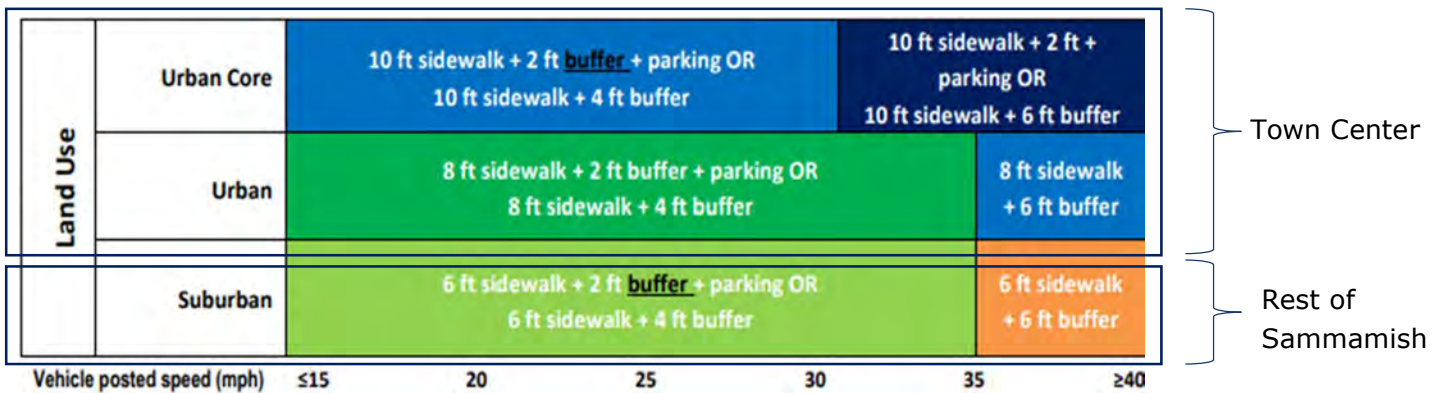 Land Use
Urban Core
10 ft sidewalk + 2 ft buffer + parking OR
10 ft sidewalk + 4 ft buffer
10 ft sidewalk + 2 ft +
parking OR
10 ft sidewalk + 6 ft buffer
Town Center
Urban
8 ft sidewalk + 2 ft buffer + parking OR
8 ft sidewalk + 4 ft buffer
8 ft sidewalk
+ 6 ft buffer
Suburban
6 ft sidewalk + 2 ft buffer + parking OR
6 ft sidewalk + 4 ft buffer
6 ft sidewalk
+ 6 ft buffer
Rest of
Sammamish
Vehicle posted speed (mph) ≤15 20 25 30 35 ≥40